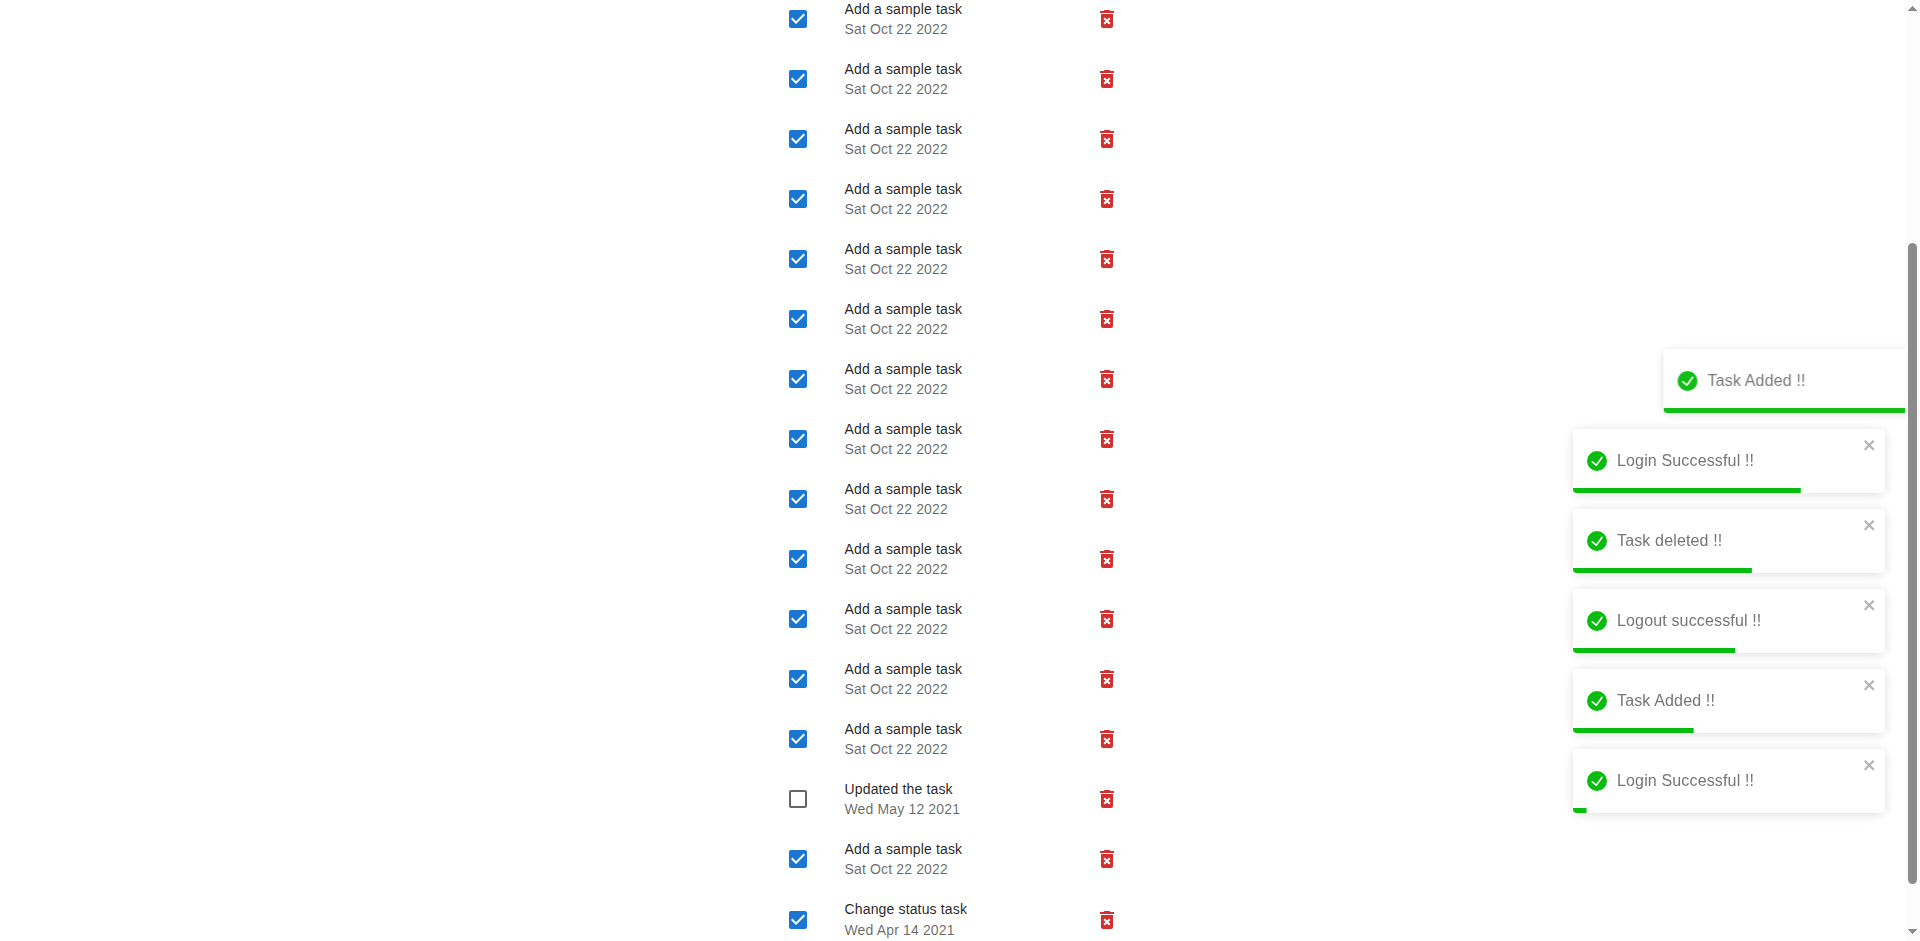 Add a sample task
Sat Oct 22 2022
Add a sample task
Sat Oct 22 2022
Add a sample task
Sat Oct 22 2022
Add a sample task
Sat Oct 22 2022
Add a sample task
Sat Oct 22 2022
Add a sample task
Sat Oct 22 2022
Add a sample task
Sat Oct 22 2022
Add a sample task
Sat Oct 22 2022
Add a sample task
Sat Oct 22 2022
Add a sample task
Sat Oct 22 2022
Add a sample task
Sat Oct 22 2022
Add a sample task
Sat Oct 22 2022
Add a sample task
Sat Oct 22 2022
Updated the task
Wed May 12 2021
Add a sample task
Sat Oct 22 2022
Change status task
Wed Apr 14 2021
Task Added !!
Login Successful !!
Task deleted !!
Logout successful !!
Task Added !!
Login Successful !!